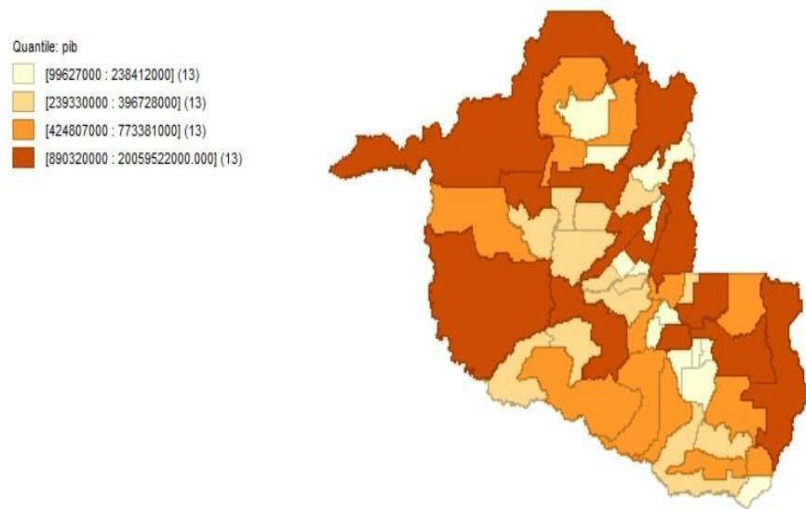 Quantile: pib
[99627000 : 238412000] (13)
[239330000 : 396728000] (13)
[424807000 : 773381000] (13)
[890320000 : 20059522000.000] (13)